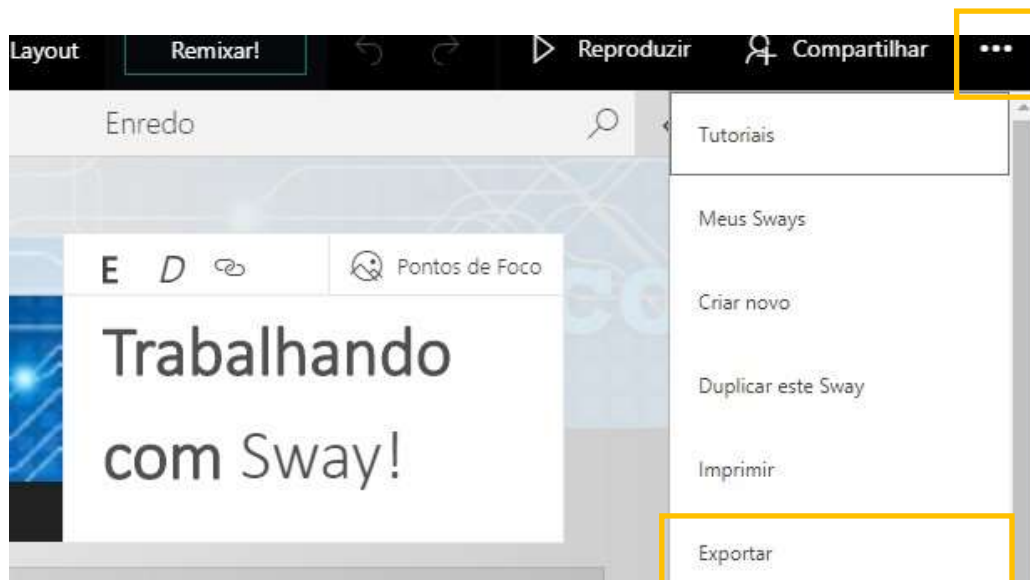 Layout Remixar! Reproduzir Compartilhar •••
Enredo
Tutoriais
Meus Sways
E D Pontos de Foco
Criar novo
Trabalhando
com Sway!
Duplicar este Sway
Imprimir
Exportar